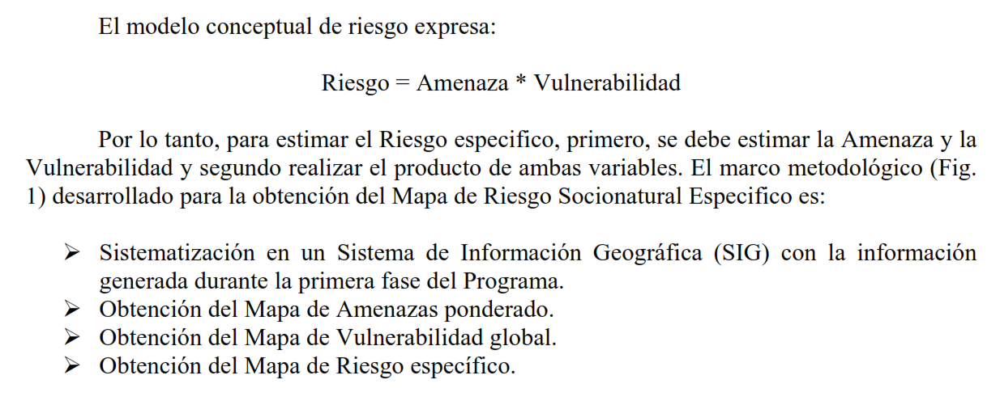 El modelo conceptual de riesgo expresa:
Riesgo = Amenaza * Vulnerabilidad
Por lo tanto, para estimar el Riesgo especifico, primero, se debe estimar la Amenaza y la
Vulnerabilidad y segundo realizar el producto de ambas variables. El marco metodológico (Fig.
1) desarrollado para la obtención del Mapa de Riesgo Socionatural Especifico es:
➢ Sistematización en un Sistema de Información Geográfica (SIG) con la información
generada durante la primera fase del Programa.
➢ Obtención del Mapa de Amenazas ponderado.
➢ Obtención del Mapa de Vulnerabilidad global.
➢ Obtención del Mapa de Riesgo específico.